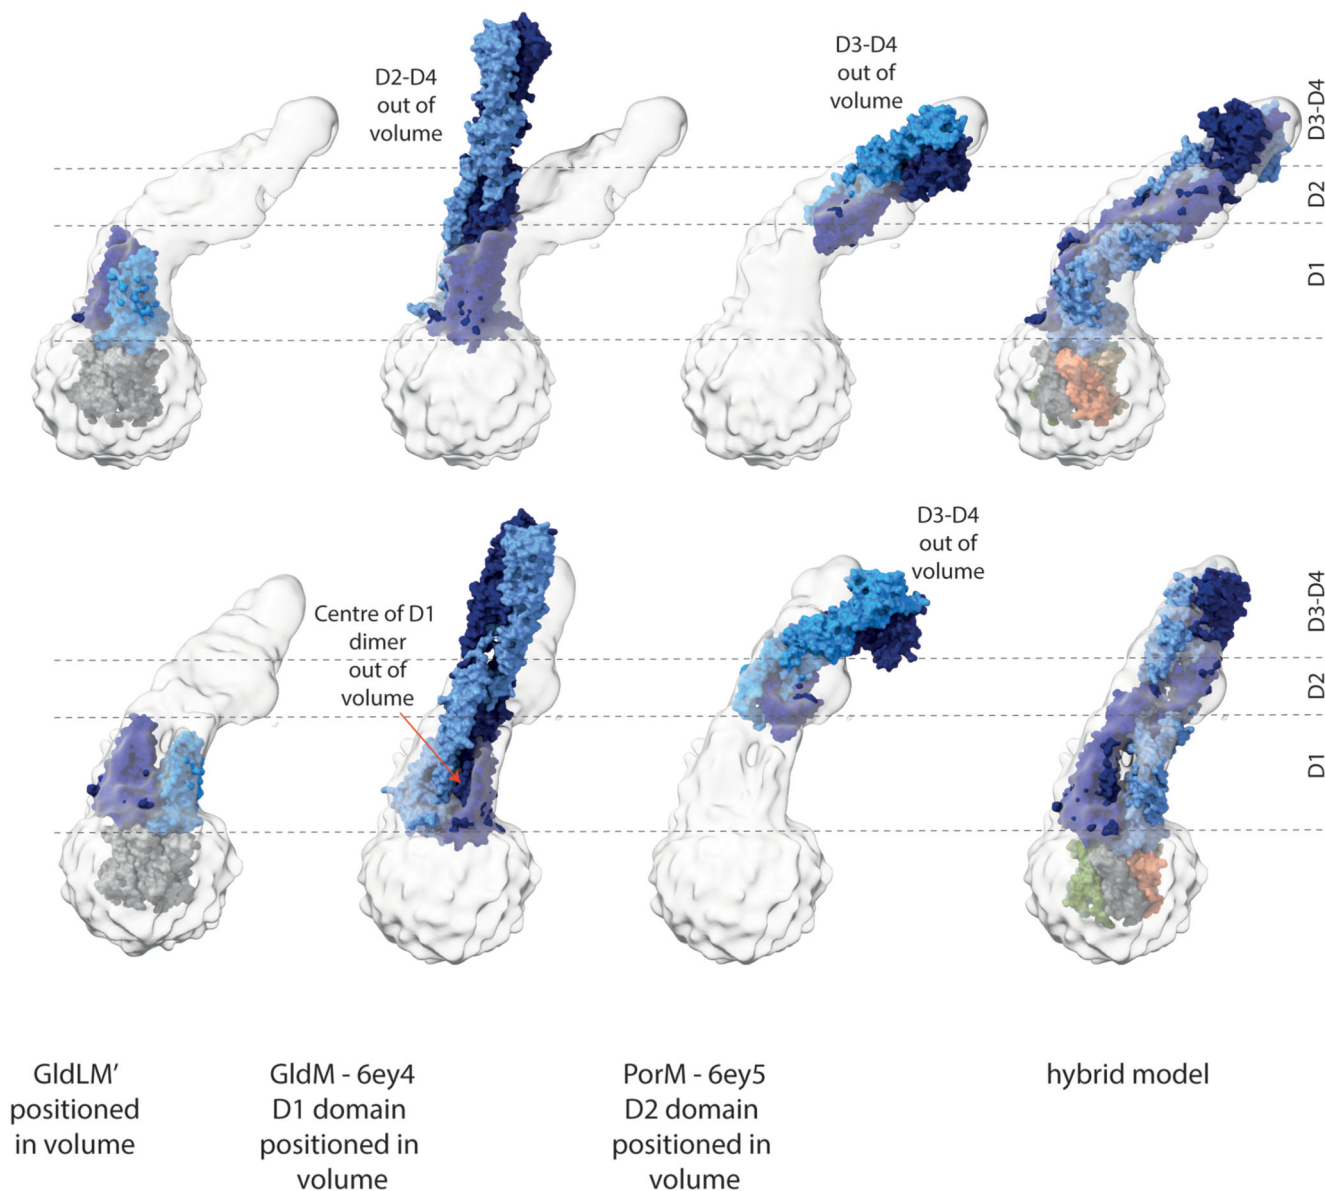 D2-D4
out of
volume
D3-D4
out of
volume
D3-D4
D2
D1
D3-D4
out of
volume
Centre of D1
dimer
out of
volume
D3-D4
D2
D1
GldLM’
positioned
in volume
GldM - 6ey4
D1 domain
positioned in
volume
PorM - 6ey5
D2 domain
positioned in
volume
hybrid model